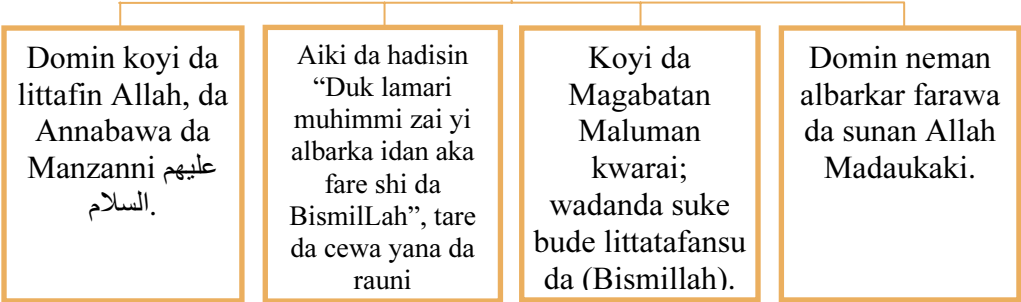 Domin koyi da
littafin Allah, da
Annabawa da
Manzanni عليهم
السلام.
Aiki da hadisin
“Duk lamari
muhimmi zai yi
albarka idan aka
fare shi da
BismilLah”, tare
da cewa yana da
rauni
Koyi da
Magabatan
Maluman
kwarai;
wadanda suke
bude littatafansu
da (Bismillah).
Domin neman
albarkar farawa
da sunan Allah
Madaukaki.